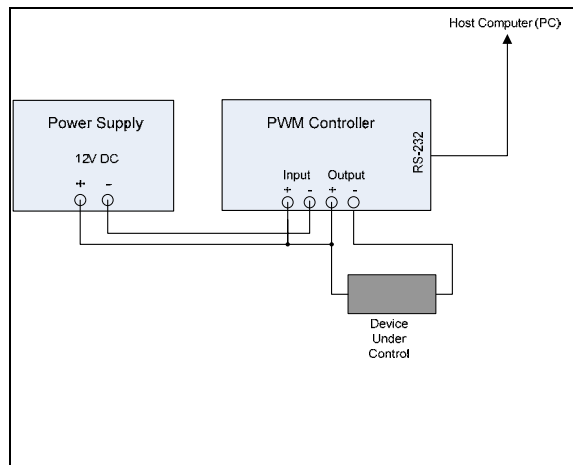 Host Computer (PC)
Power Supply
12V DC
+ -
PWM Controller
RS-232
Input Output
+ - + -
Device
Under
Control